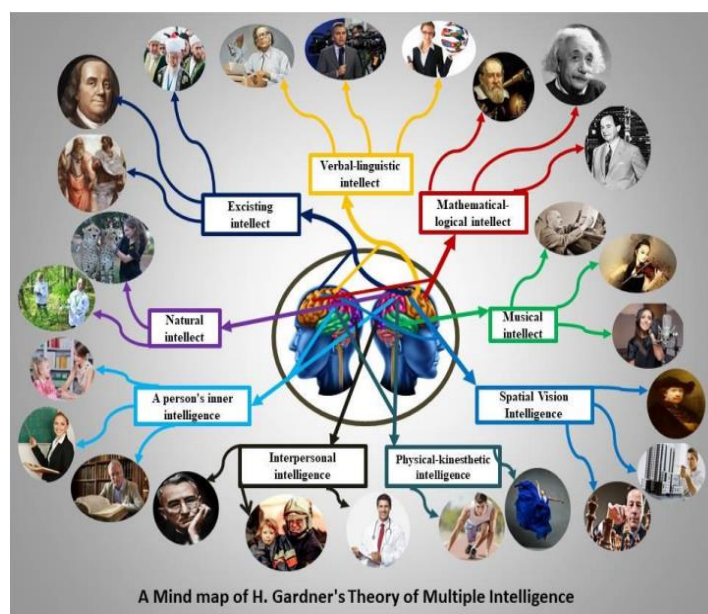 Verbal-linguistic
intellect
Mathematical-
logical intellect
Excisting
intellect
Natural
intellect
Musical
intellect
A person's inner
intelligence
Spatial Vision
Intelligence
Interpersonal
intelligence
Physical-kinesthetic
intelligence
A Mind map of H. Gardner's Theory of Multiple Intelligence